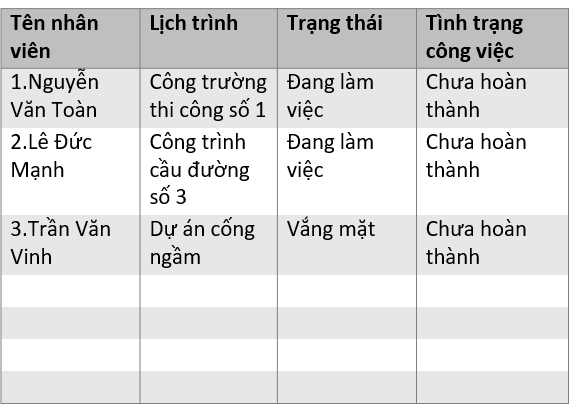 Tên nhân viên | Lịch trình | Trạng thái | Tình trạng công việc
1.Nguyễn Văn Toàn | Công trường thi công số 1 | Đang làm việc | Chưa hoàn thành
2.Lê Đức Mạnh | Công trình cầu đường số 3 | Đang làm việc | Chưa hoàn thành
3.Trần Văn Vinh | Dự án cống ngầm | Vắng mặt | Chưa hoàn thành